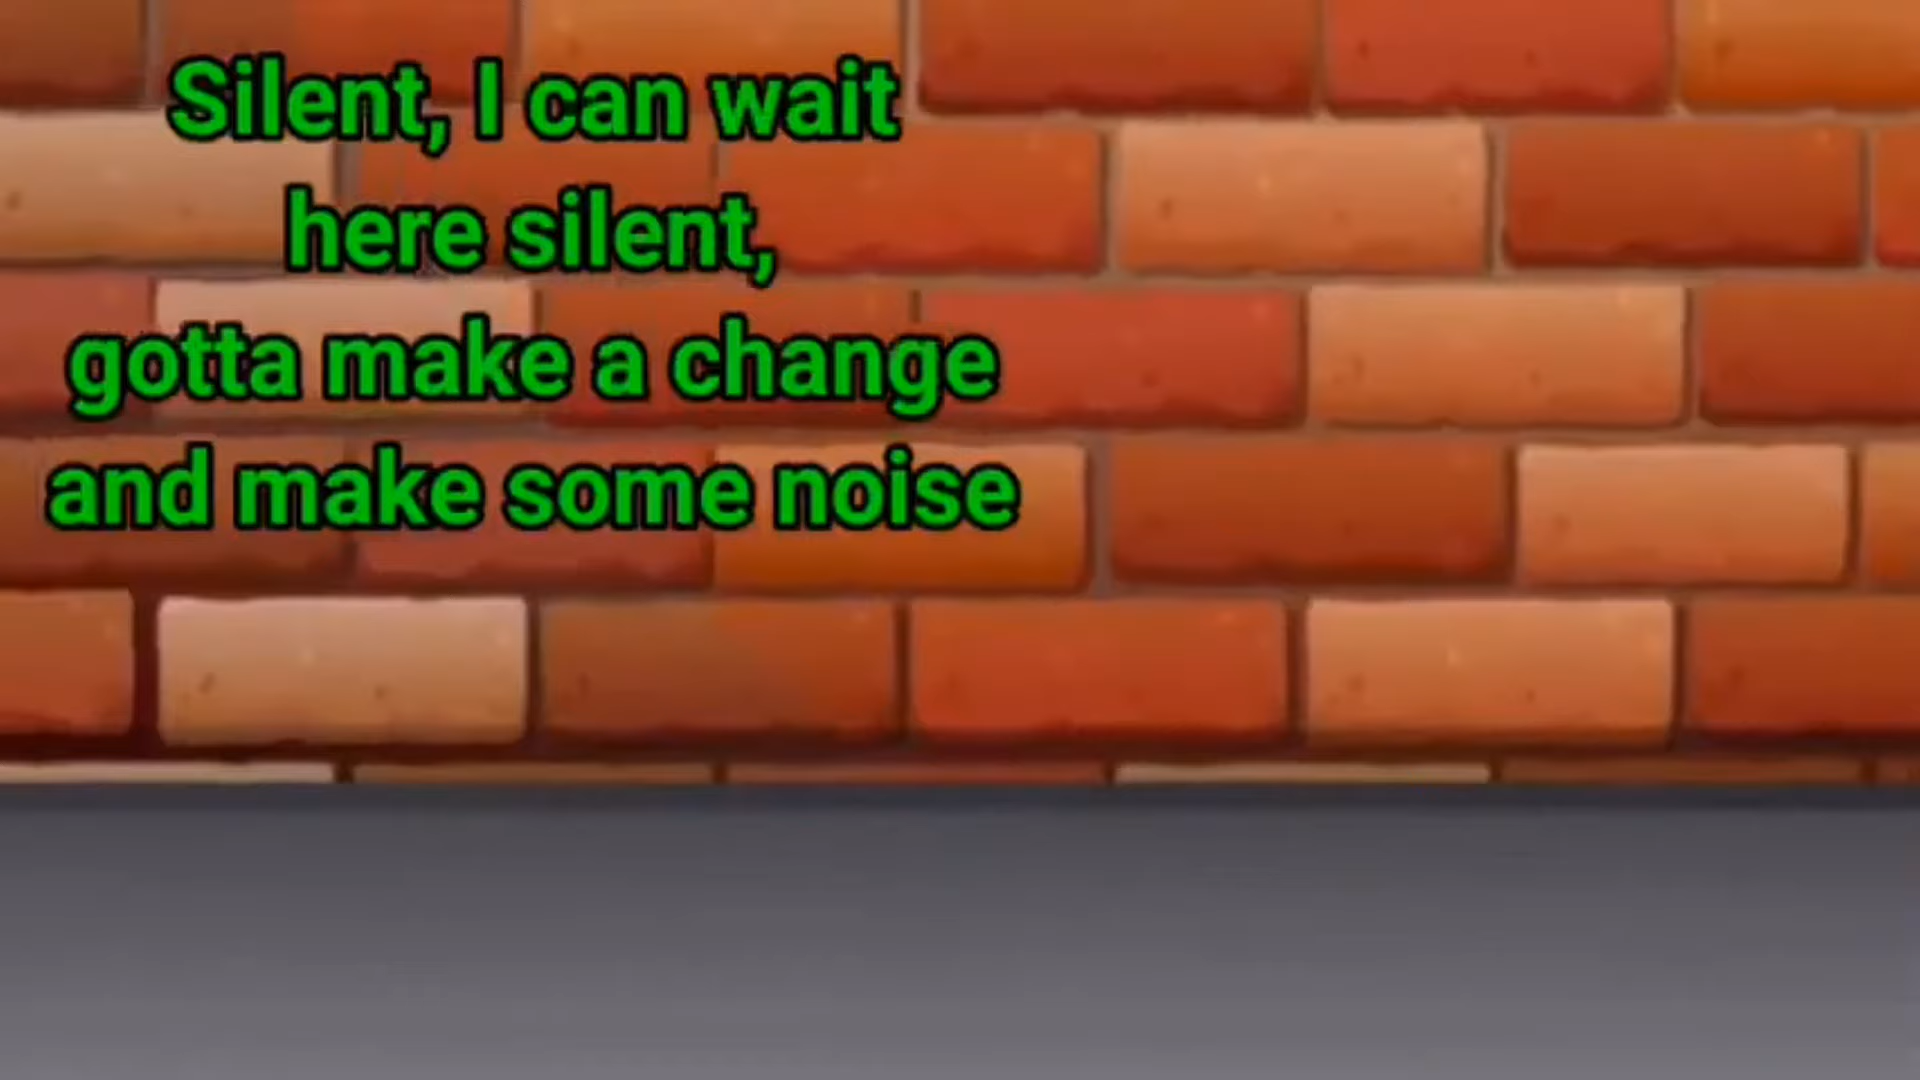 Silent, I can wait
here silent,
gotta make a change
and make some noise